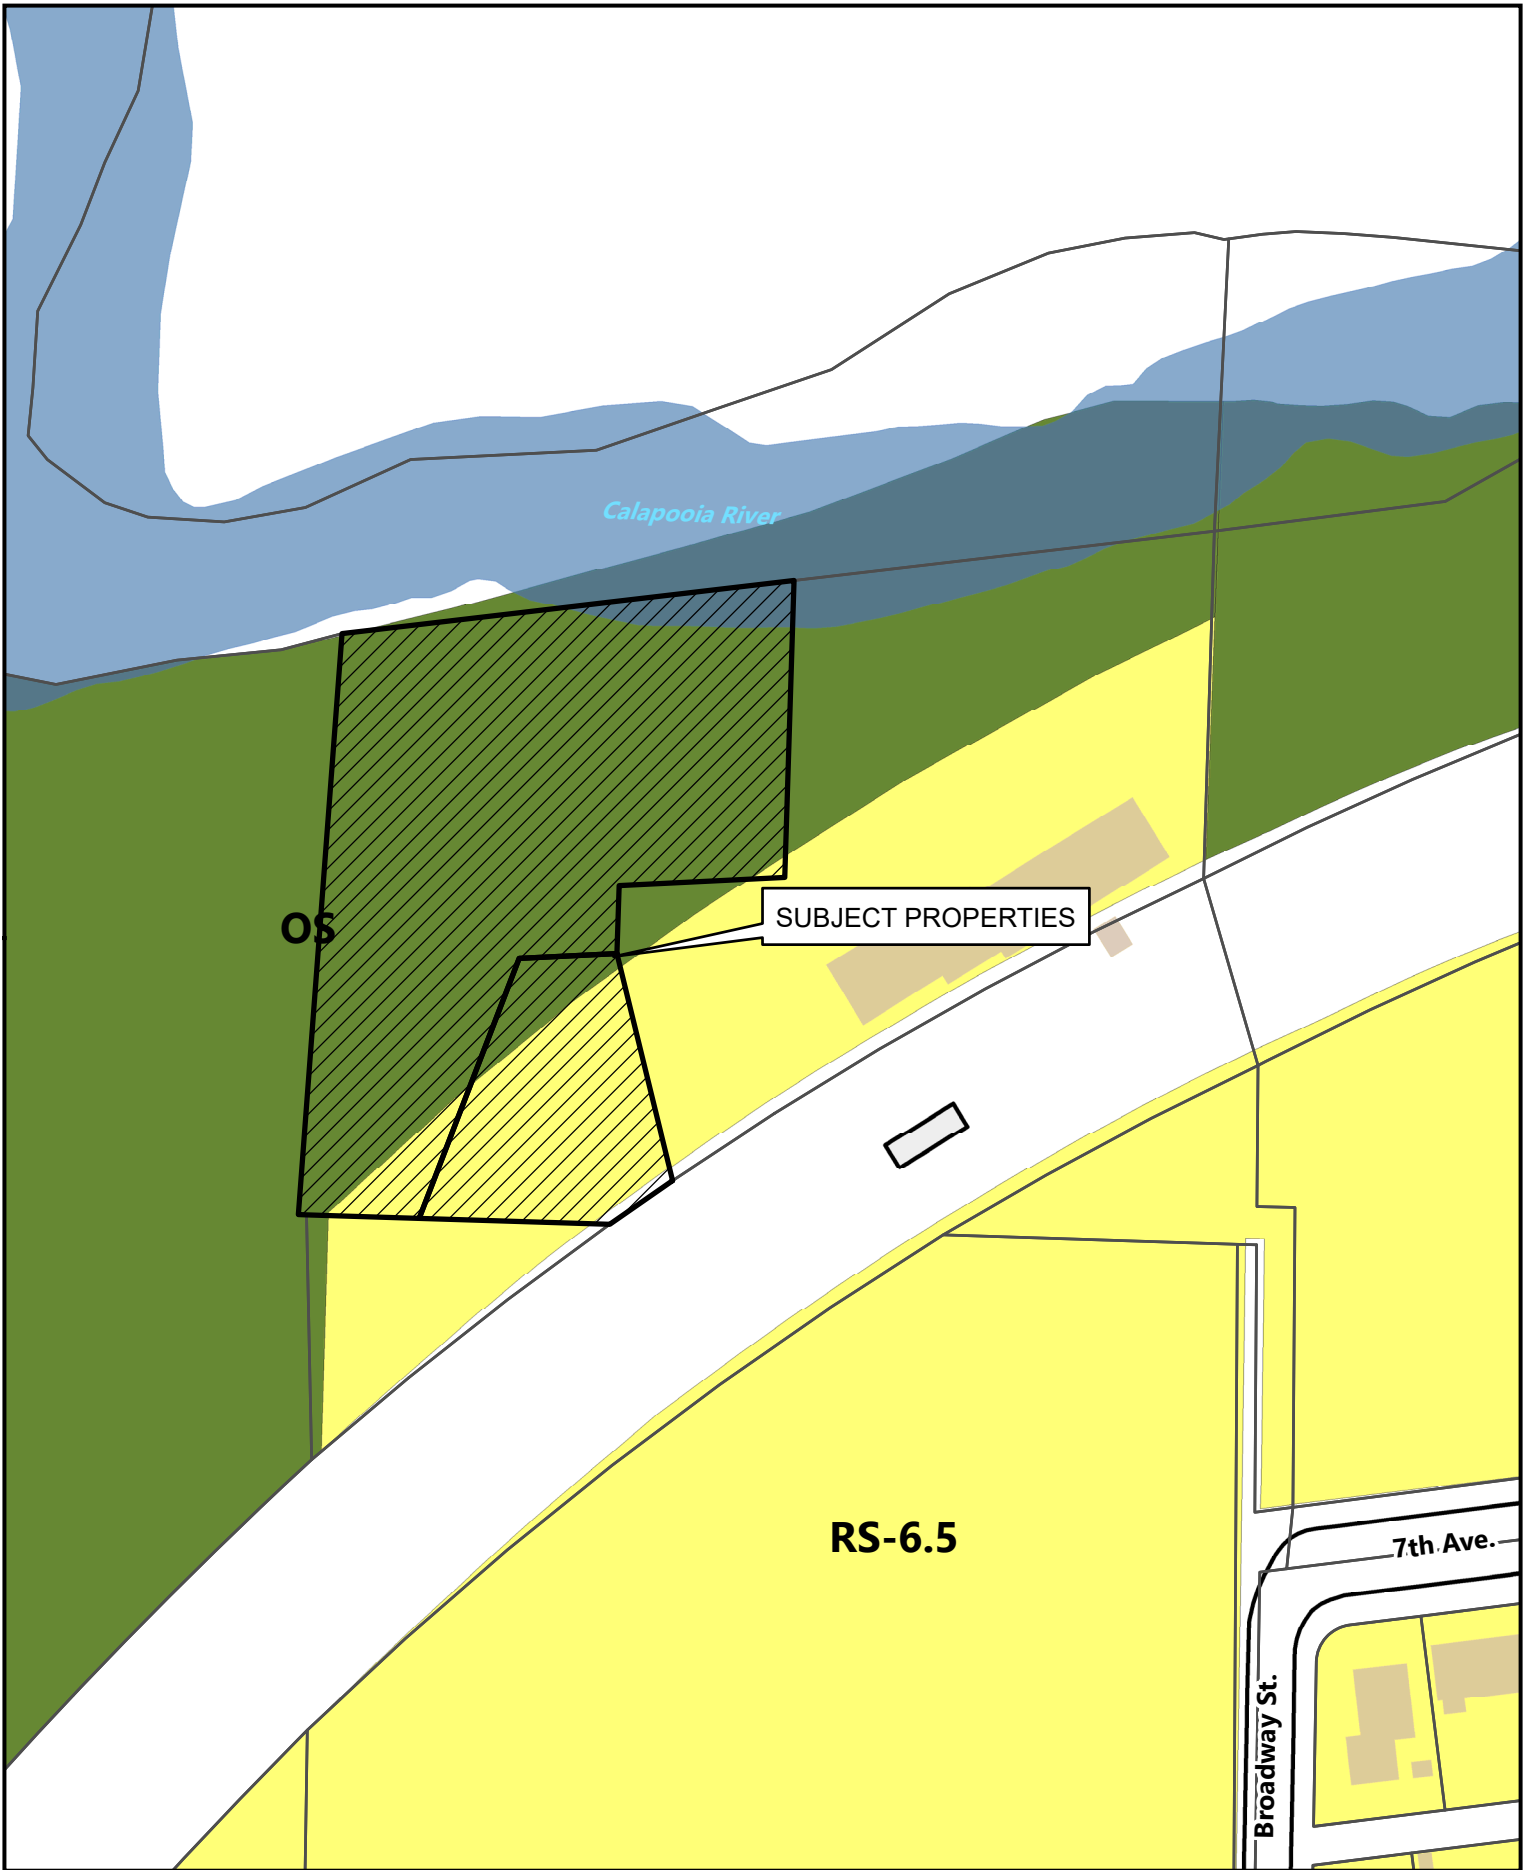 Calapooia River
OS
SUBJECT PROPERTIES
RS-6.5
7th Ave.
Broadway St.